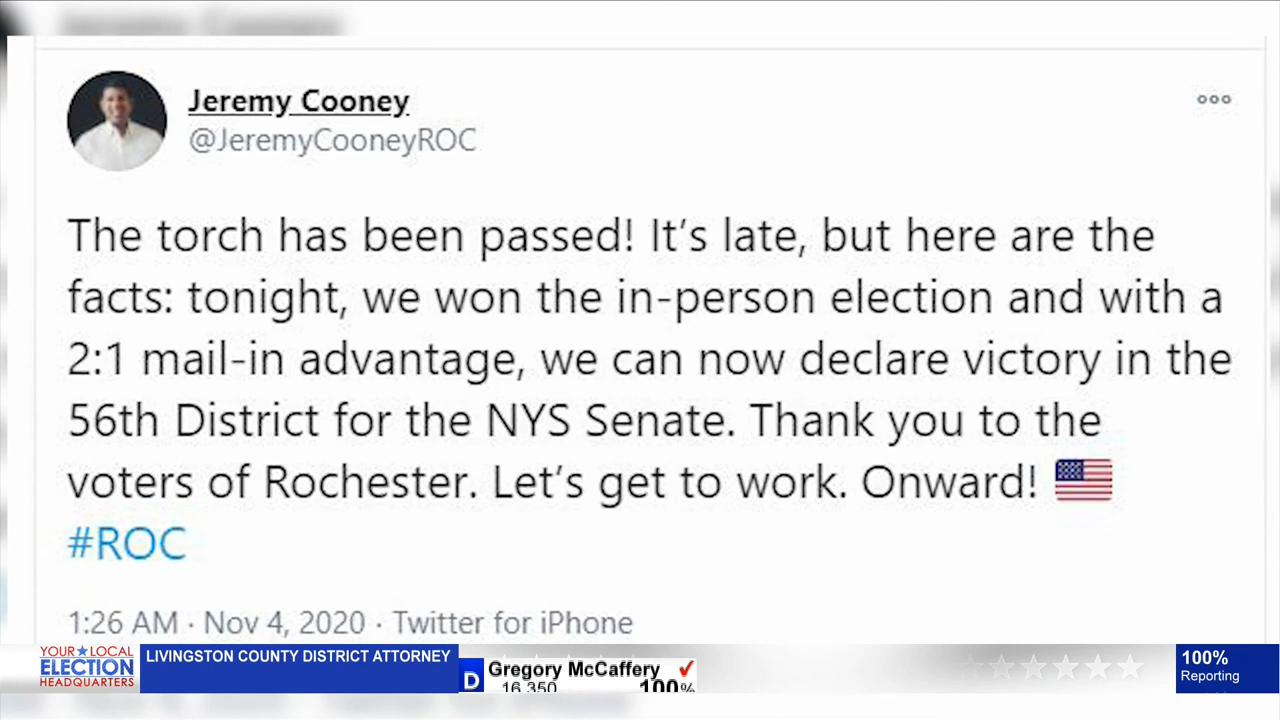 Jeremy Cooney
@JeremyCooneyROC
The torch has been passed! It’s late, but here are the
facts: tonight, we won the in-person election and with a
2:1 mail-in advantage, we can now declare victory in the
56th District for the NYS Senate. Thank you to the
voters of Rochester. Let’s get to work. Onward! 🇺🇸
#ROC
1:26 AM · Nov 4, 2020 · Twitter for iPhone
YOUR★LOCAL
ELECTION
HEADQUARTERS
LIVINGSTON COUNTY DISTRICT ATTORNEY
D
Gregory McCaffery ✓
16,350 100%
100%
Reporting